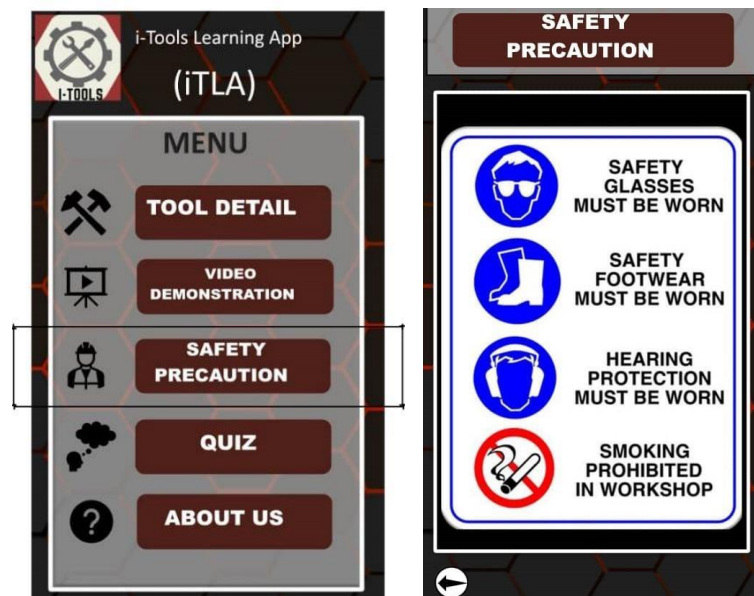 i-Tools Learning App
(iTLA)
I-TOOLS
MENU
TOOL DETAIL
VIDEO
DEMONSTRATION
SAFETY
PRECAUTION
QUIZ
?
ABOUT US
SAFETY
PRECAUTION
SAFETY
GLASSES
MUST BE WORN
SAFETY
FOOTWEAR
MUST BE WORN
HEARING
PROTECTION
MUST BE WORN
SMOKING
PROHIBITED
IN WORKSHOP